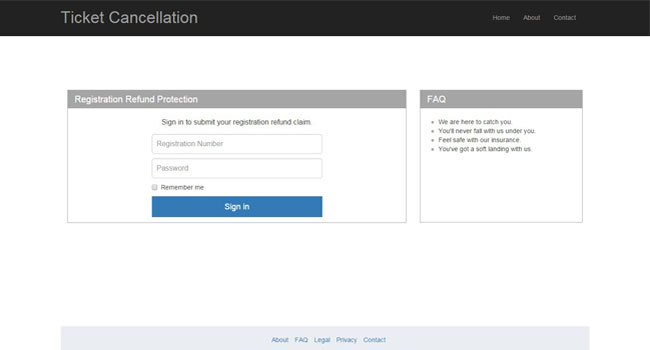 Ticket Cancellation
Home About Contact
Registration Refund Protection
Sign in to submit your registration refund claim.
Registration Number
Password
Remember me
Sign in
FAQ
We are here to catch you.
You'll never fall with us under you.
Feel safe with our insurance.
You've got a soft landing with us.
About FAQ Legal Privacy Contact